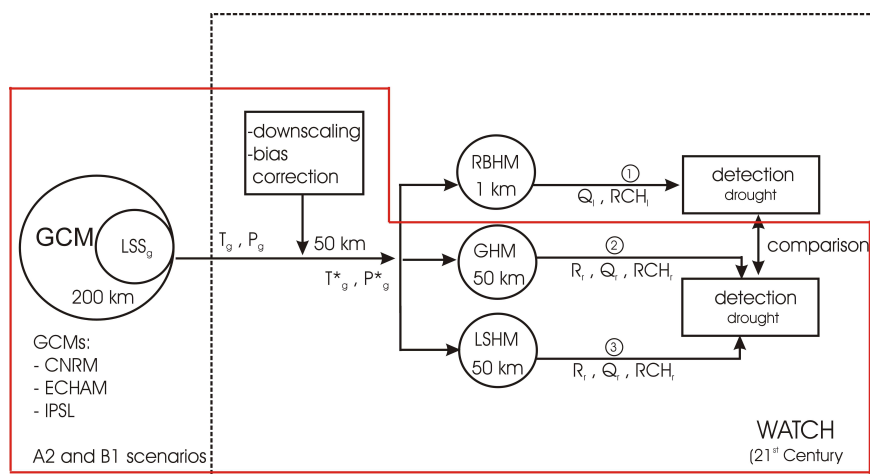 -downscaling
-bias
correction
RBHM
1 km
①
Q_l , RCH_l
detection
drought
GCM
LSS_g
200 km
T_g , P_g
50 km
T*_g , P*_g
GHM
50 km
②
R_r , Q_r , RCH_r
comparison
detection
drought
LSHM
50 km
③
R_r , Q_r , RCH_r
GCMs:
- CNRM
- ECHAM
- IPSL
A2 and B1 scenarios
WATCH
(21st Century